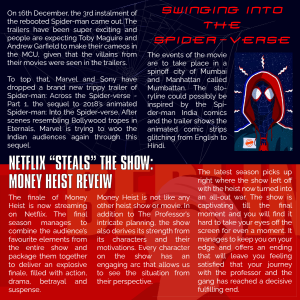 On 16th December, the 3rd instalment of
the rebooted Spider-man came out. The
trailers have been super exciting and
people are expecting Toby Maguire and
Andrew Garfield to make their cameos in
the MCU, given that the villains from
their movies were seen in the trailers.
To top that, Marvel and Sony have
dropped a brand new trippy trailer of
Spider-man: Across the Spider-verse -
Part 1, the sequel to 2018's animated
Spider-man: Into the Spider-verse. After
scenes resembling Bollywood tropes in
Eternals, Marvel is trying to woo the
Indian audiences again through this
sequel.
SWINGING INTO
THE
SPIDER-VERSE
The events of the movie
are to take place in a
spinoff city of Mumbai
and Manhattan called
Mumbattan. The sto-
ryline could possibly be
inspired by the Spi-
der-man India comics
and the trailer shows the
animated comic strips
glitching from English to
Hindi.
NETFLIX "STEALS" THE SHOW:
MONEY HEIST REVEIW
The finale of Money
Heist is now streaming
on Netflix. The final
season manages to
combine the audience's
favourite elements from
the entire show and
package them together
to deliver an explosive
finale, filled with action,
drama, betrayal and
suspense.
Money Heist is not like any
other heist show or movie. In
addition to The Professor's
intricate planning, the show
also derives its strength from
its characters and their
motivations. Every character
on the show has an
engaging arc that allows us
to see the situation from
their perspective.
The latest season picks up
right where the show left off
with the heist now turned into
an all-out war. The show is
captivating till the final
moment and you will find it
hard to take your eyes off the
screen for even a moment. It
manages to keep you on your
edge and offers an ending
that will leave you feeling
satisfied that your journey
with the professor and the
gang has reached a decisive
fulfilling end.